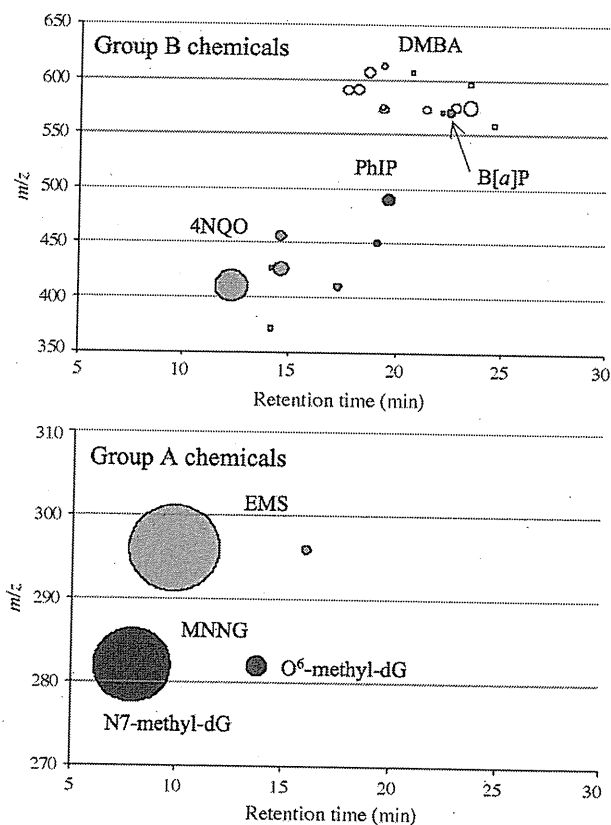 650
Group B chemicals
DMBA
600
550
B[a]P
PhIP
m/z
500
4NQO
450
400
350
5 10 15 20 25 30
Retention time (min)
310
Group A chemicals
EMS
300
m/z
290
MNNG
O⁶-methyl-dG
280
N7-methyl-dG
270
5 10 15 20 25 30
Retention time (min)